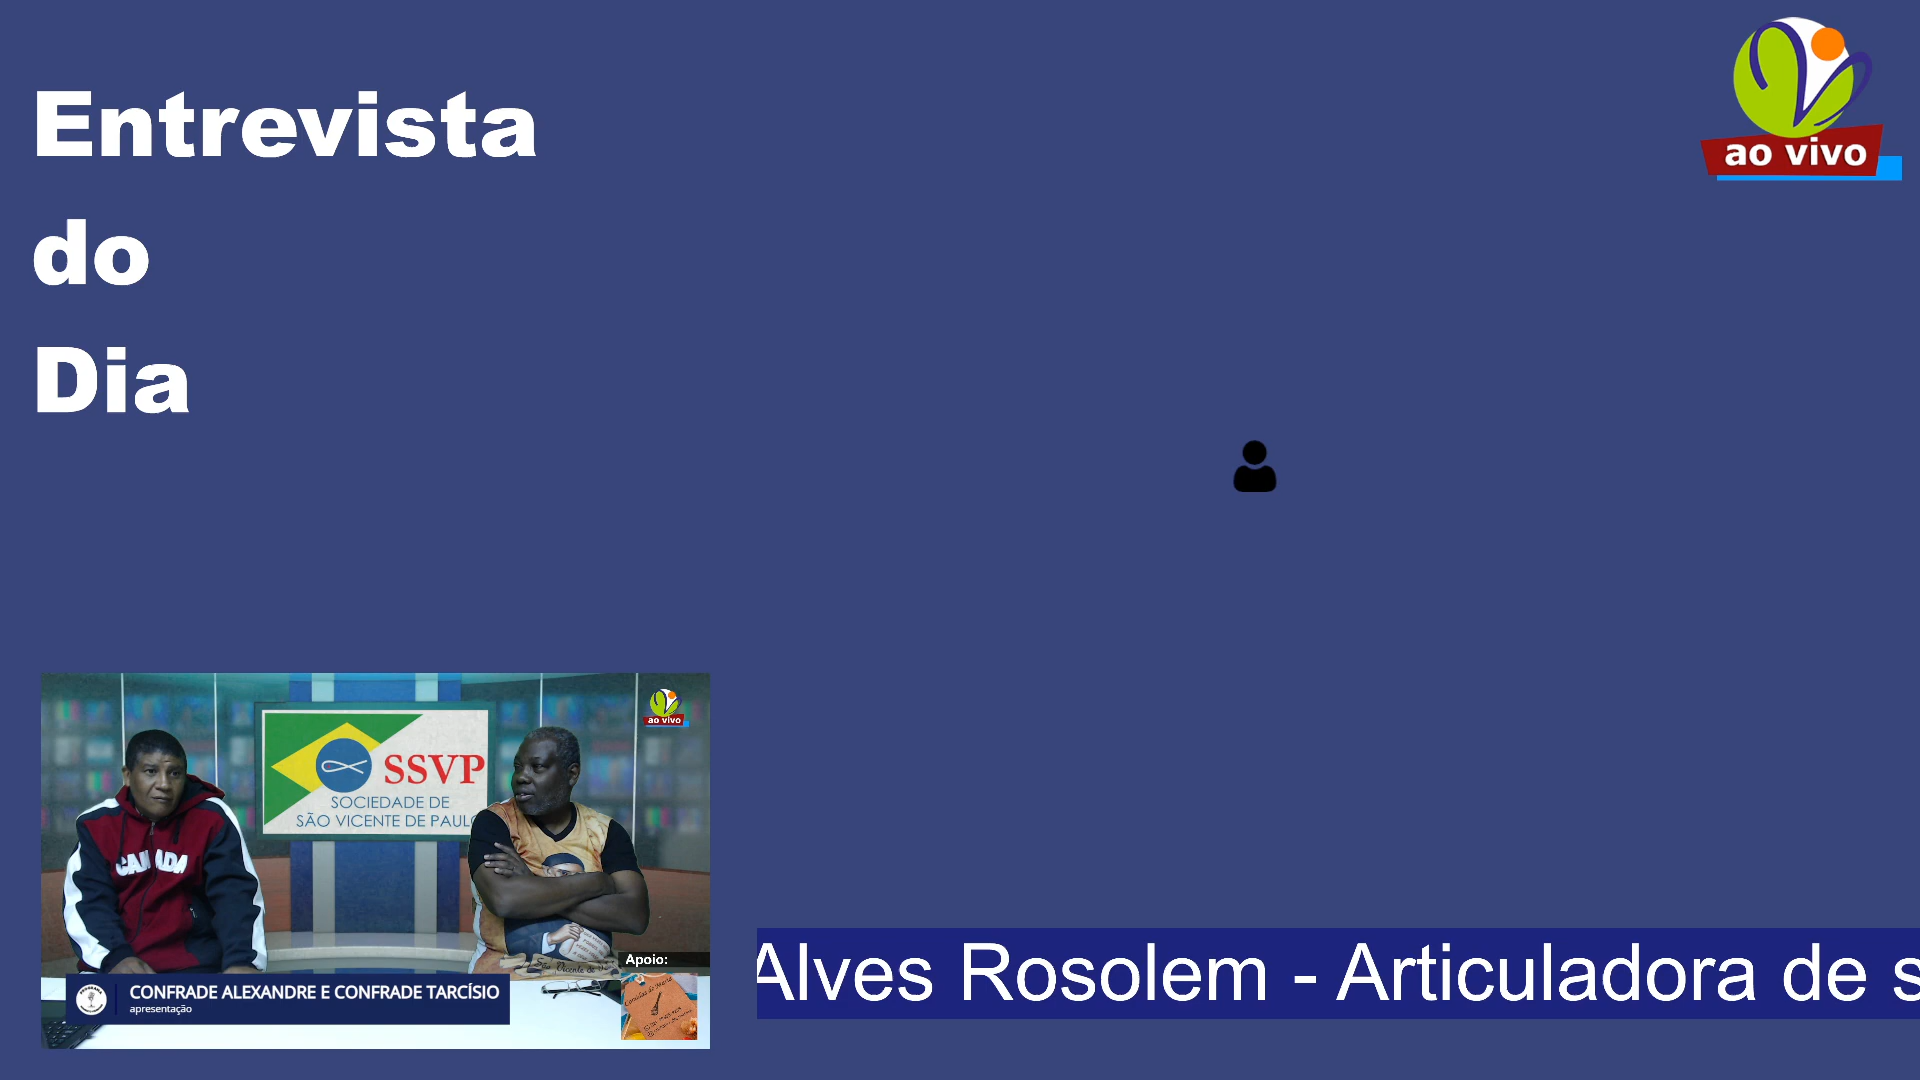 Entrevista
do
Dia
ao vivo
ao vivo
SSVP
SOCIEDADE DE
SÃO VICENTE DE PAULO
CANADA
Apoio:
CONFRADE ALEXANDRE E CONFRADE TARCÍSIO
apresentação
Alves Rosolem - Articuladora de s